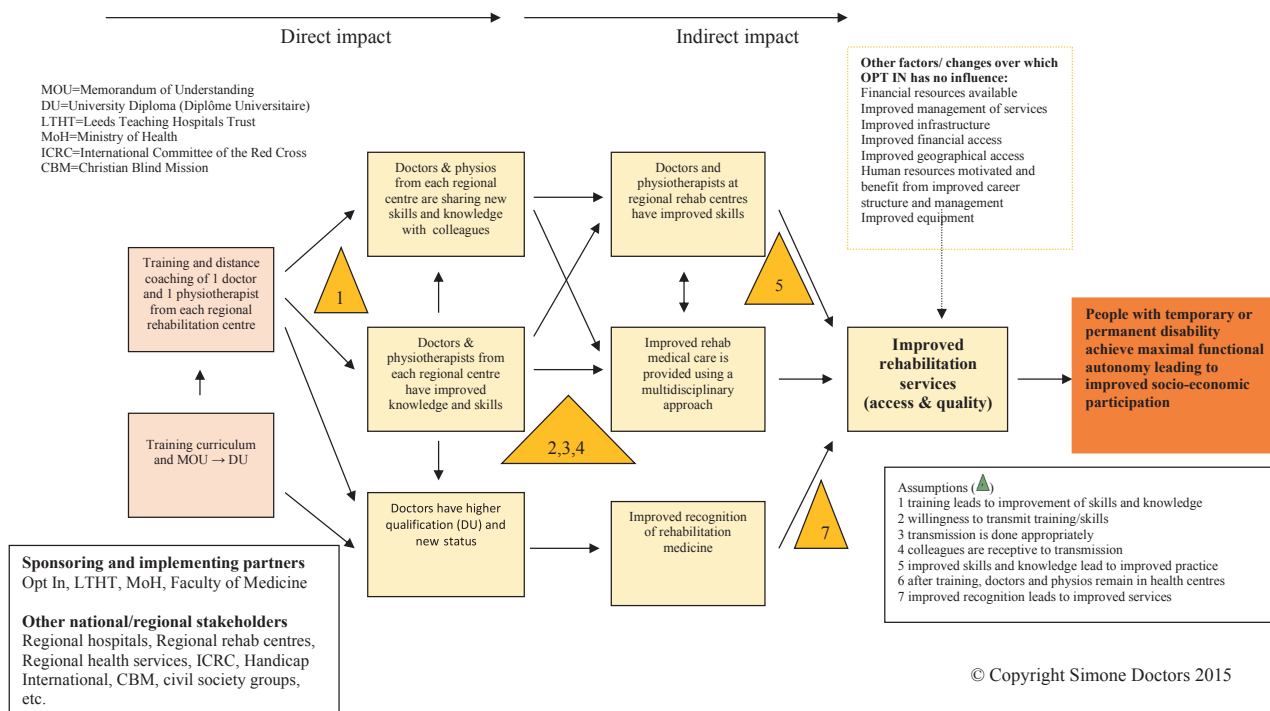 Direct impact
Indirect impact
MOU=Memorandum of Understanding
DU=University Diploma (Diplôme Universitaire)
LTHT=Leeds Teaching Hospitals Trust
MoH=Ministry of Health
ICRC=International Committee of the Red Cross
CBM=Christian Blind Mission
Other factors/ changes over which
OPT IN has no influence:
Financial resources available
Improved management of services
Improved infrastructure
Improved financial access
Improved geographical access
Human resources motivated and
benefit from improved career
structure and management
Improved equipment
Doctors & physios
from each regional
centre are sharing new
skills and knowledge
with colleagues
Doctors and
physiotherapists at
regional rehab centres
have improved skills
Training and distance
coaching of 1 doctor
and 1 physiotherapist
from each regional
rehabilitation centre
1
5
Doctors &
physiotherapists from
each regional centre
have improved
knowledge and skills
Improved rehab
medical care is
provided using a
multidisciplinary
approach
Improved
rehabilitation
services
(access & quality)
People with temporary or
permanent disability
achieve maximal functional
autonomy leading to
improved socio-economic
participation
Training curriculum
and MOU → DU
2,3,4
Doctors have higher
qualification (DU) and
new status
Improved recognition
of rehabilitation
medicine
7
Assumptions ( )
1 training leads to improvement of skills and knowledge
2 willingness to transmit training/skills
3 transmission is done appropriately
4 colleagues are receptive to transmission
5 improved skills and knowledge lead to improved practice
6 after training, doctors and physios remain in health centres
7 improved recognition leads to improved services
Sponsoring and implementing partners
Opt In, LTHT, MoH, Faculty of Medicine
Other national/regional stakeholders
Regional hospitals, Regional rehab centres,
Regional health services, ICRC, Handicap
International, CBM, civil society groups,
etc.
© Copyright Simone Doctors 2015